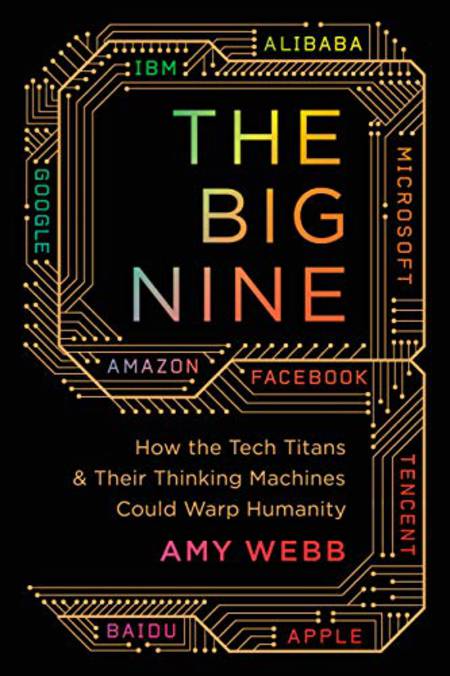 ALIBABA
IBM
THE
BIG
NINE
GOOGLE
MICROSOFT
AMAZON
FACEBOOK
How the Tech Titans
& Their Thinking Machines
Could Warp Humanity
AMY WEBB
TENCENT
BAIDU
APPLE